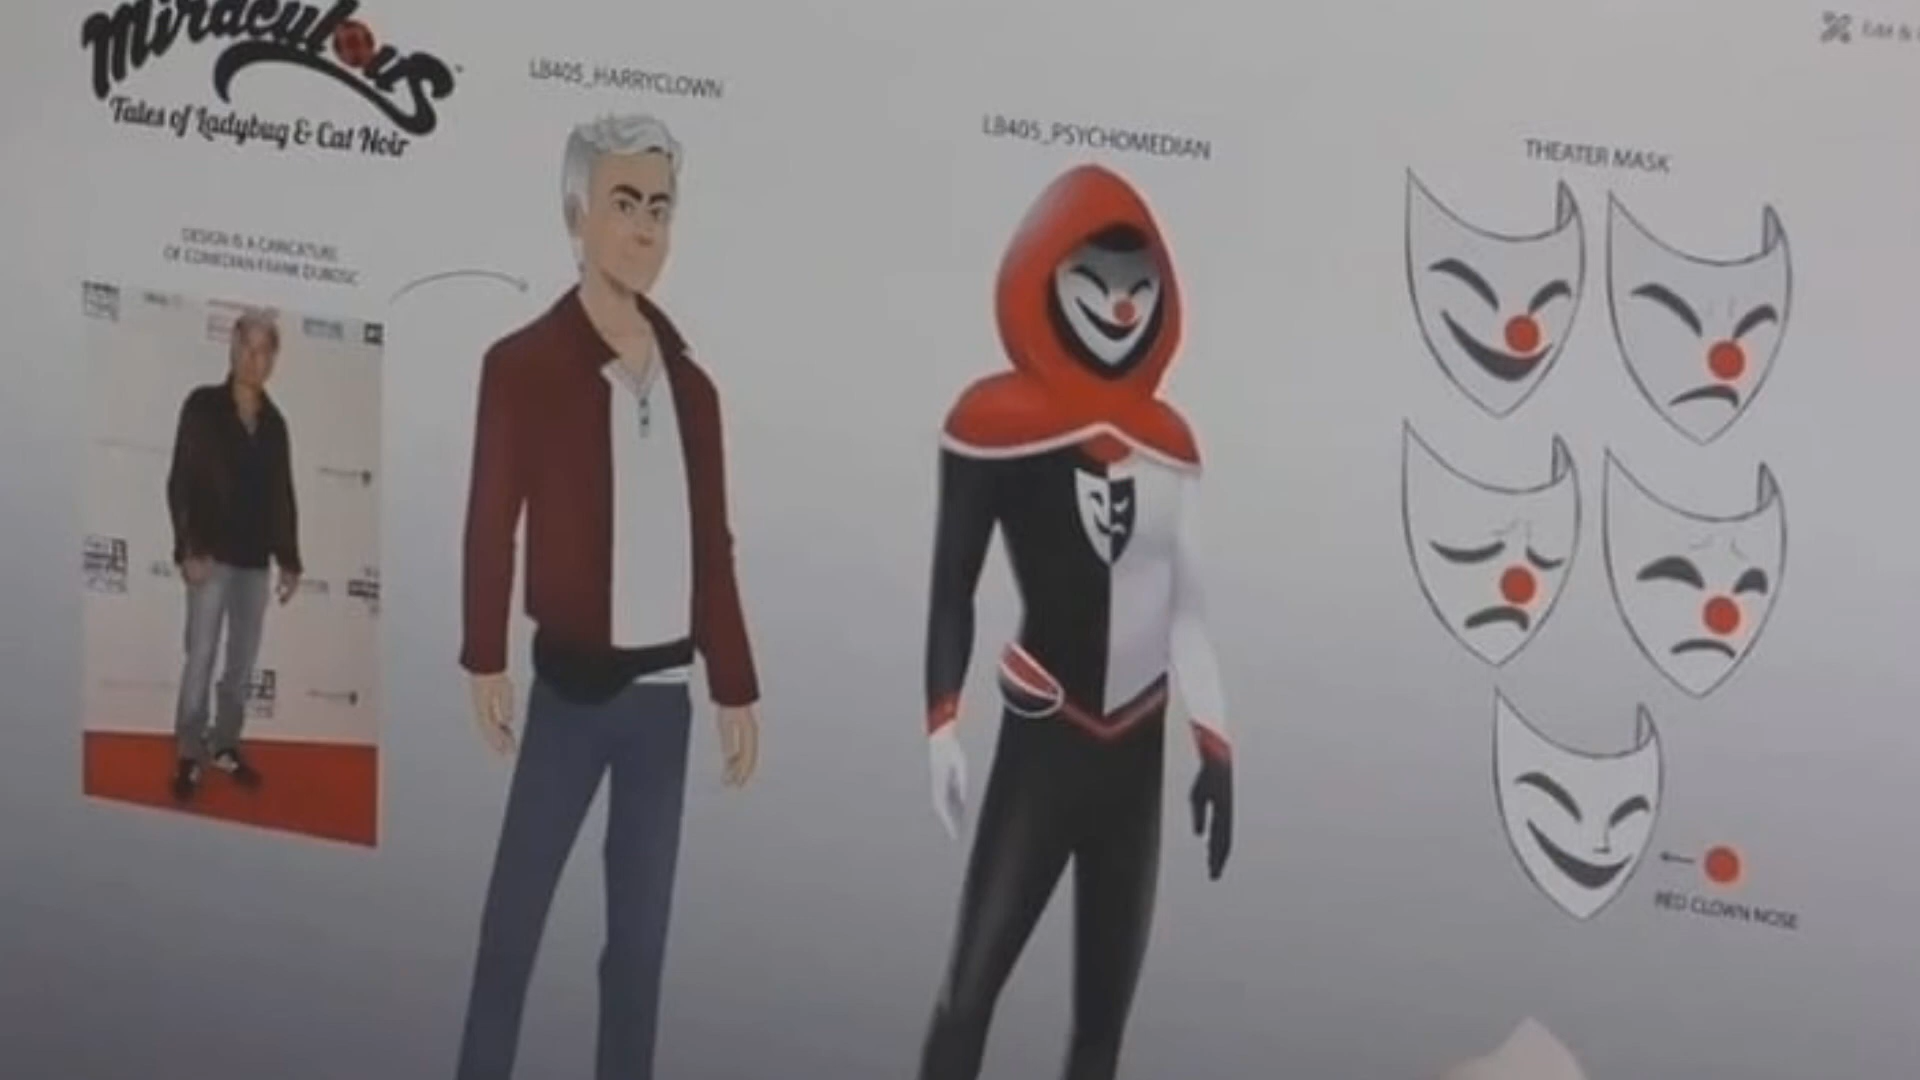 Miraculous
Tales of Ladybug & Cat Noir
LB405_HARRYCLOWN
LB405_PSYCHOMEDIAN
THEATER MASK
Edit &
DESIGN IS A CARICATURE
OF COMEDIAN FRANK DUBOSC
RED CLOWN NOSE